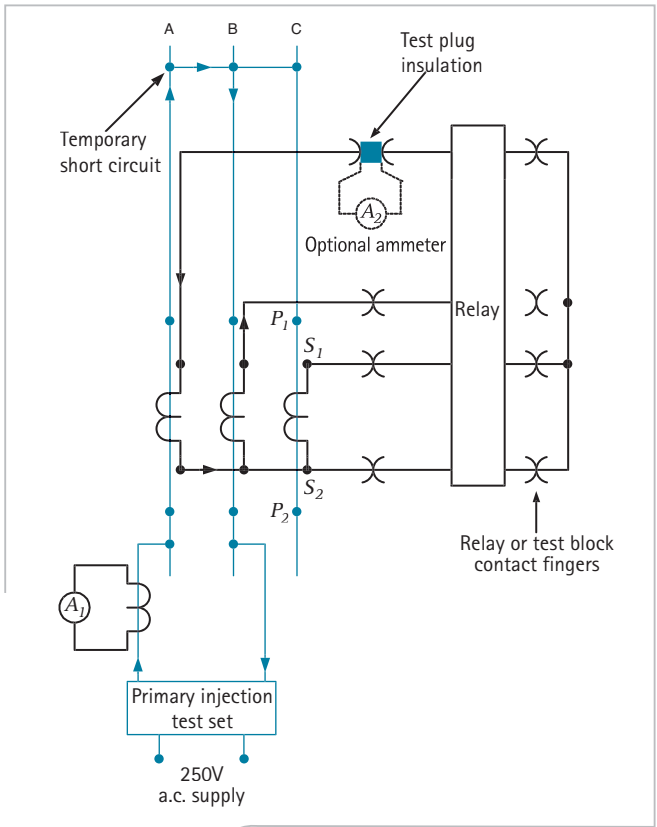 A B C
Test plug
insulation
Temporary
short circuit
A2
Optional ammeter
Relay
P1
S1
S2
P2
Relay or test block
contact fingers
A1
Primary injection
test set
250V
a.c. supply